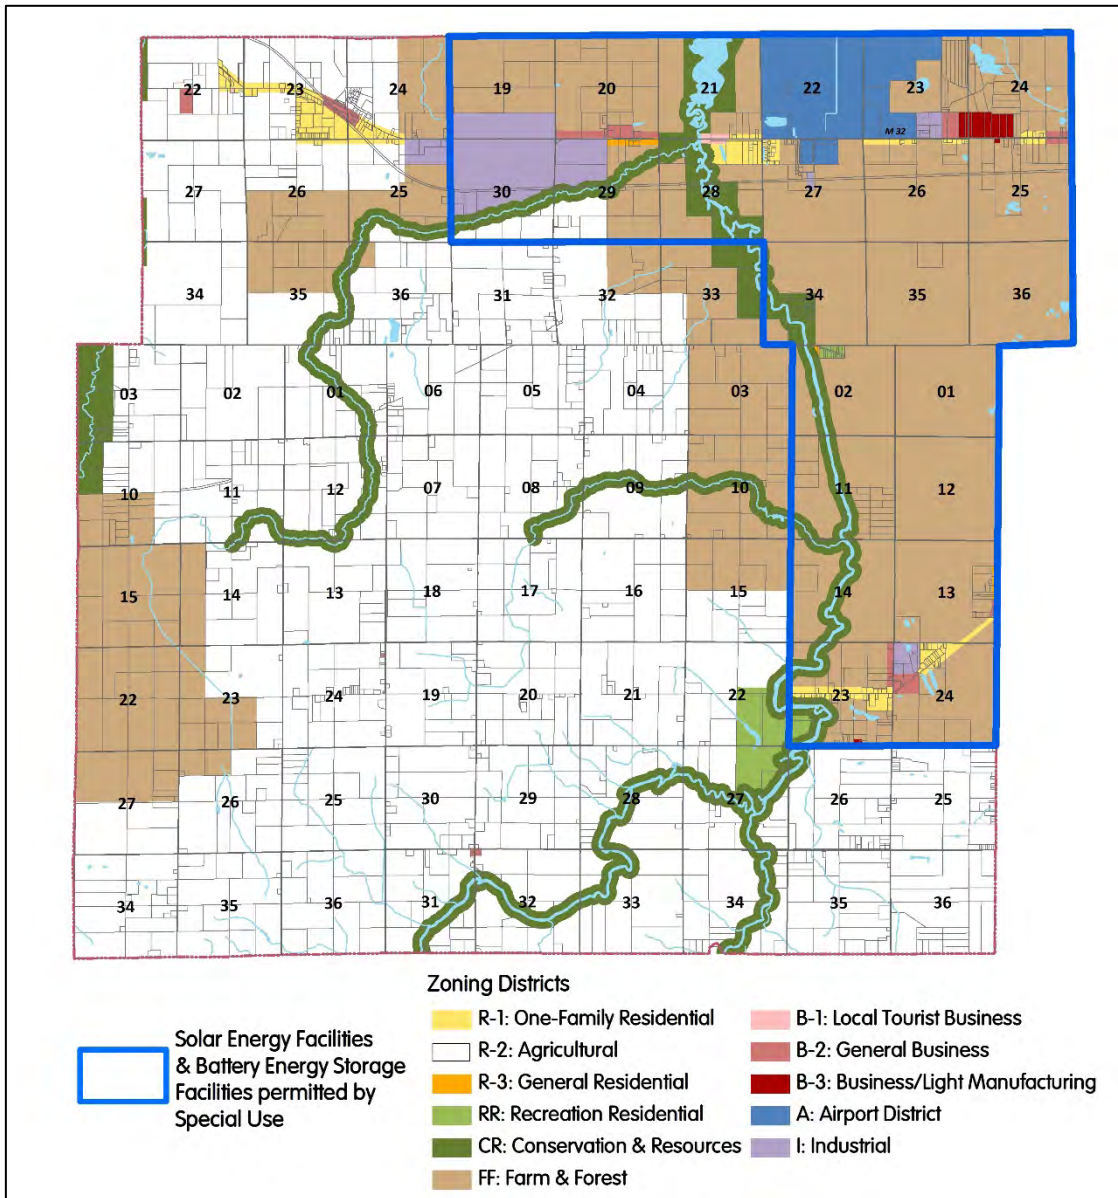 22 23 24 19 20 21 22 23 24
M 32
27 26 25 30 29 28 27 26 25
34 35 36 31 32 33 34 35 36
03 02 01 06 05 04 03 02 01
10 11 12 07 08 09 10 11 12
15 14 13 18 17 16 15 14 13
22 23 24 19 20 21 22 23 24
27 26 25 30 29 28 27 26 25
34 35 36 31 32 33 34 35 36
Zoning Districts
Solar Energy Facilities
& Battery Energy Storage
Facilities permitted by
Special Use
R-1: One-Family Residential
R-2: Agricultural
R-3: General Residential
RR: Recreation Residential
CR: Conservation & Resources
FF: Farm & Forest
B-1: Local Tourist Business
B-2: General Business
B-3: Business/Light Manufacturing
A: Airport District
I: Industrial